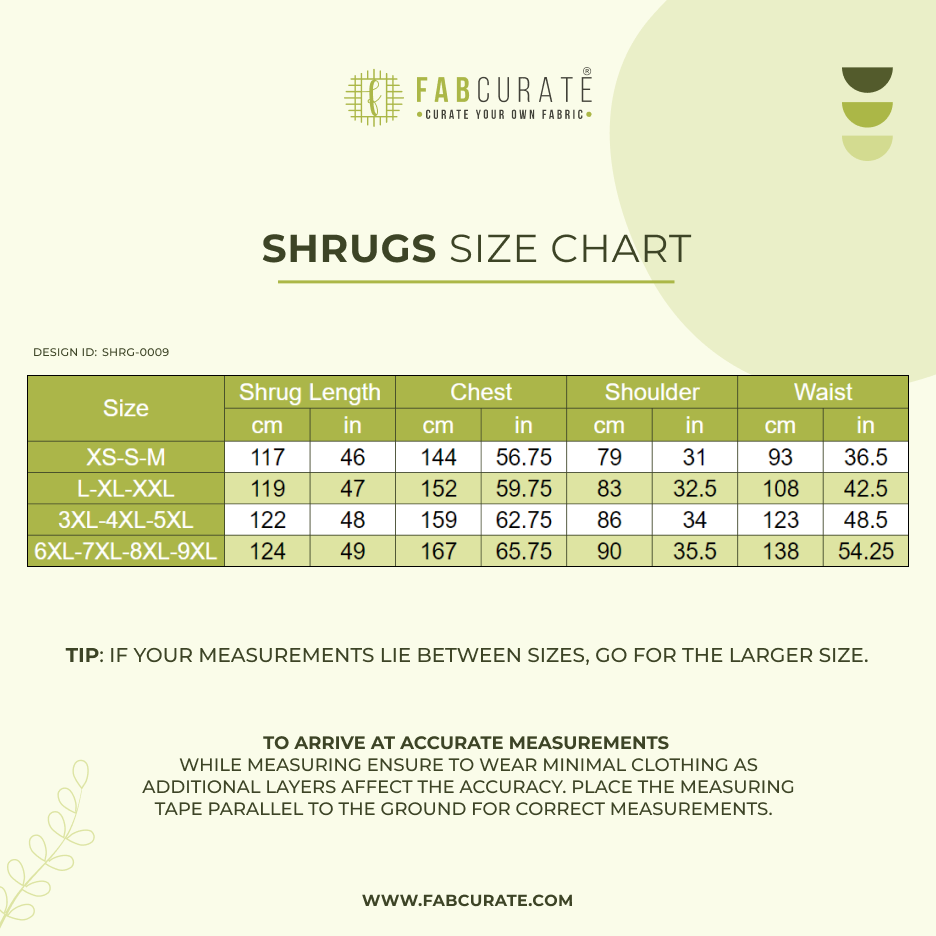 FABCURATE®
•CURATE YOUR OWN FABRIC•
SHRUGS SIZE CHART
DESIGN ID: SHRG-0009
Size Shrug Length Chest Shoulder Waist
cm in cm in cm in cm in
XS-S-M 117 46 144 56.75 79 31 93 36.5
L-XL-XXL 119 47 152 59.75 83 32.5 108 42.5
3XL-4XL-5XL 122 48 159 62.75 86 34 123 48.5
6XL-7XL-8XL-9XL 124 49 167 65.75 90 35.5 138 54.25
TIP: IF YOUR MEASUREMENTS LIE BETWEEN SIZES, GO FOR THE LARGER SIZE.
TO ARRIVE AT ACCURATE MEASUREMENTS
WHILE MEASURING ENSURE TO WEAR MINIMAL CLOTHING AS
ADDITIONAL LAYERS AFFECT THE ACCURACY. PLACE THE MEASURING
TAPE PARALLEL TO THE GROUND FOR CORRECT MEASUREMENTS.
WWW.FABCURATE.COM